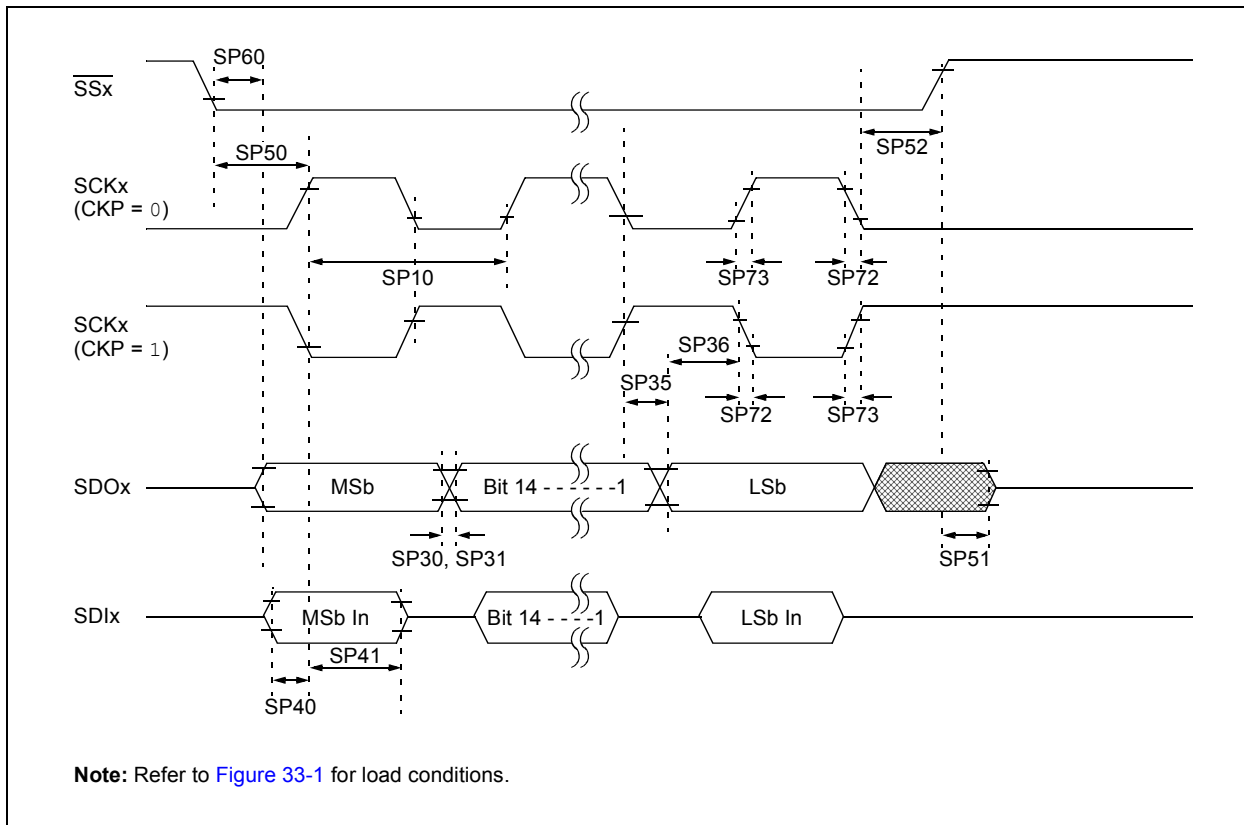 SP60
SSx
SP50
SP52
SCKx
(CKP = 0)
SP10
SP73
SP72
SCKx
(CKP = 1)
SP36
SP35
SP72
SP73
SDOx
MSb
Bit 14 - - - - - -1
LSb
SP30, SP31
SP51
SDIx
MSb In
Bit 14 - - - -1
LSb In
SP41
SP40
Note: Refer to Figure 33-1 for load conditions.